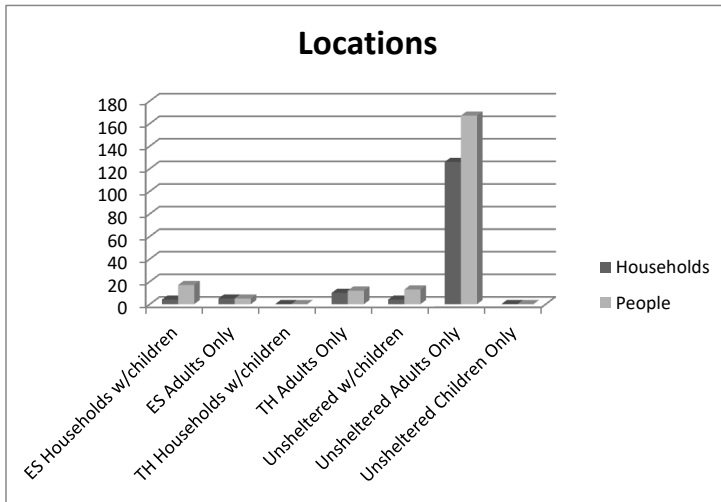 Locations
180
160
140
120
100
80
60
40
20
0
ES Households w/children
ES Adults Only
TH Households w/children
TH Adults Only
Unsheltered w/children
Unsheltered Adults Only
Unsheltered Children Only
Households
People